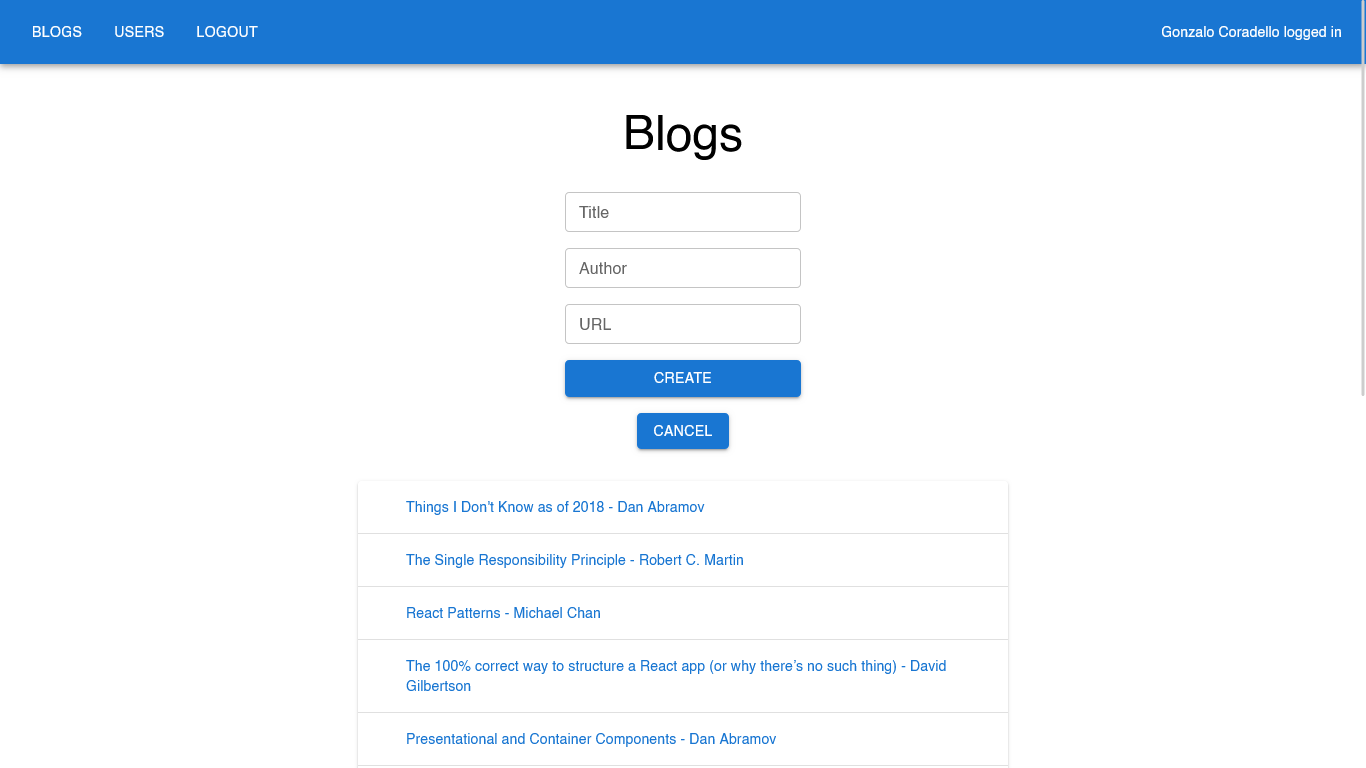 BLOGS USERS LOGOUT Gonzalo Coradello logged in
Blogs
Title
Author
URL
CREATE
CANCEL
Things I Don't Know as of 2018 - Dan Abramov
The Single Responsibility Principle - Robert C. Martin
React Patterns - Michael Chan
The 100% correct way to structure a React app (or why there’s no such thing) - David
Gilbertson
Presentational and Container Components - Dan Abramov